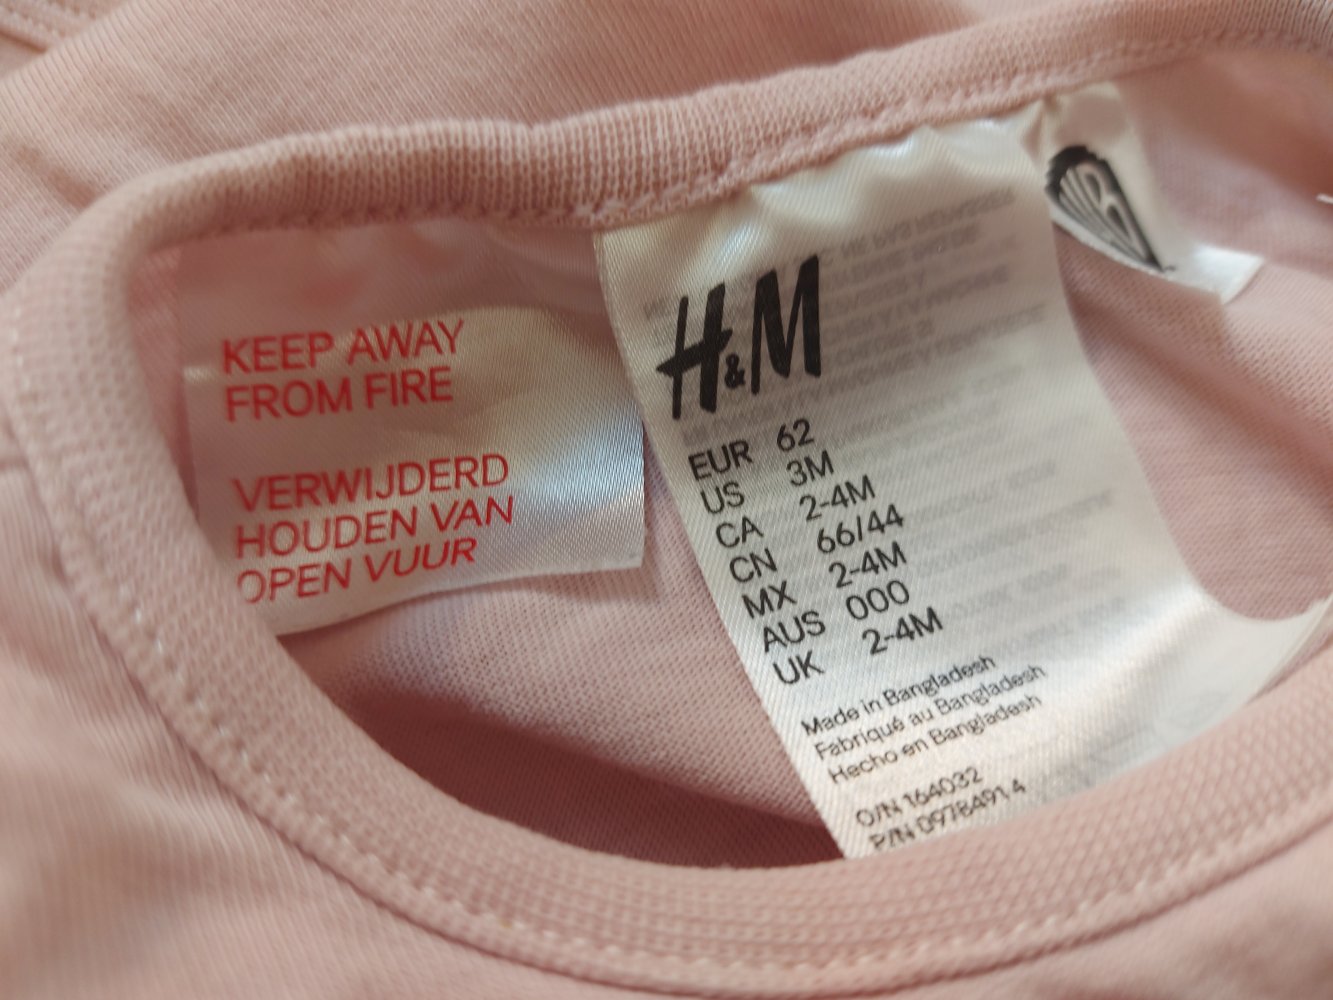 KEEP AWAY
FROM FIRE
VERWIJDERD
HOUDEN VAN
OPEN VUUR
H&M
EUR 62
US 3M
CA 2-4M
CN 66/44
MX 2-4M
AUS 000
UK 2-4M
Made in Bangladesh
Fabriqué au Bangladesh
Hecho en Bangladesh
O/N 164032
P/N 0978491 4
WB